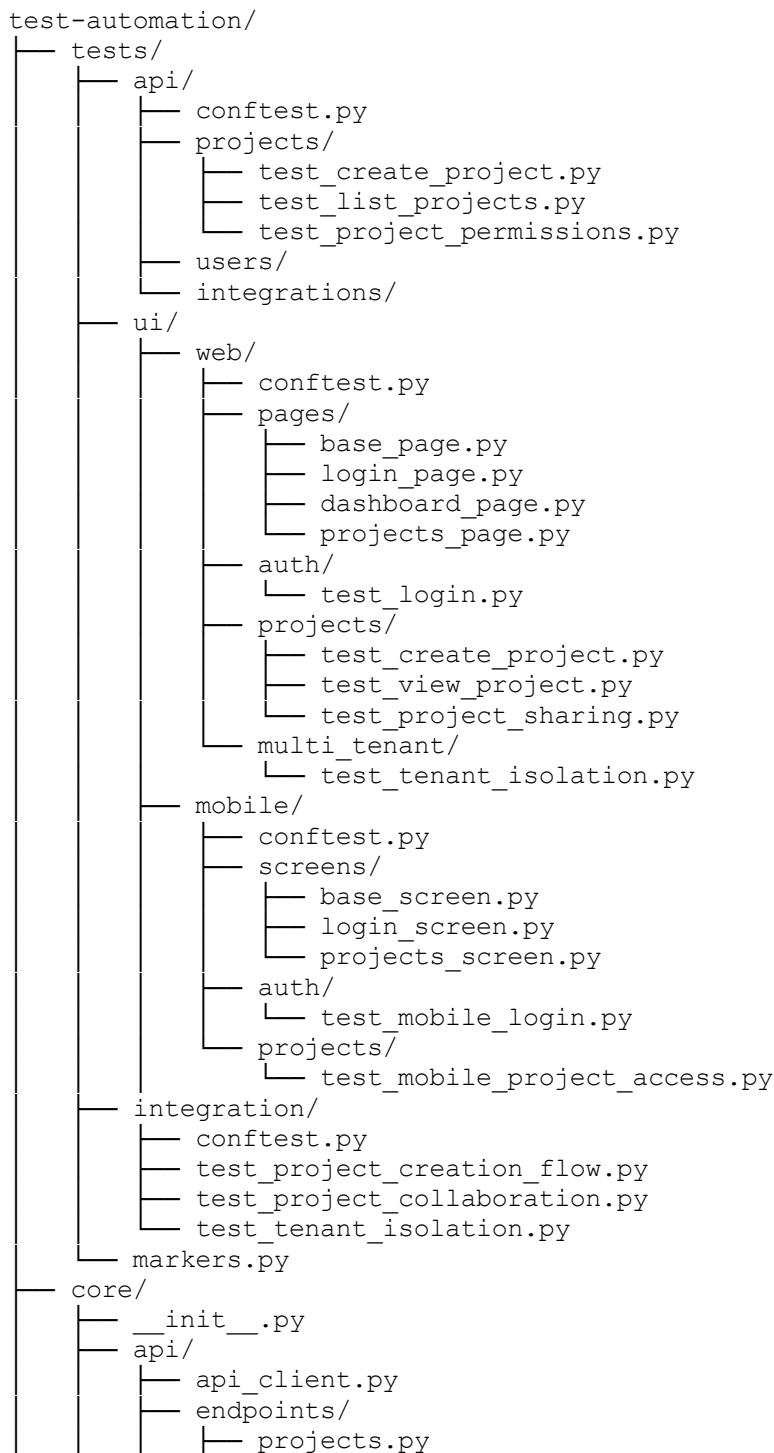 test-automation/
├── tests/
│   ├── api/
│   │   ├── conftest.py
│   │   ├── projects/
│   │   │   ├── test_create_project.py
│   │   │   ├── test_list_projects.py
│   │   │   └── test_project_permissions.py
│   │   ├── users/
│   │   └── integrations/
│   ├── ui/
│   │   ├── web/
│   │   │   ├── conftest.py
│   │   │   ├── pages/
│   │   │   │   ├── base_page.py
│   │   │   │   ├── login_page.py
│   │   │   │   ├── dashboard_page.py
│   │   │   │   └── projects_page.py
│   │   │   ├── auth/
│   │   │   │   └── test_login.py
│   │   │   ├── projects/
│   │   │   │   ├── test_create_project.py
│   │   │   │   ├── test_view_project.py
│   │   │   │   └── test_project_sharing.py
│   │   │   └── multi_tenant/
│   │   │       └── test_tenant_isolation.py
│   │   ├── mobile/
│   │   │   ├── conftest.py
│   │   │   ├── screens/
│   │   │   │   ├── base_screen.py
│   │   │   │   ├── login_screen.py
│   │   │   │   └── projects_screen.py
│   │   │   ├── auth/
│   │   │   │   └── test_mobile_login.py
│   │   │   └── projects/
│   │   │       └── test_mobile_project_access.py
│   ├── integration/
│   │   ├── conftest.py
│   │   ├── test_project_creation_flow.py
│   │   ├── test_project_collaboration.py
│   │   └── test_tenant_isolation.py
│   └── markers.py
├── core/
│   ├── __init__.py
│   ├── api/
│   │   ├── api_client.py
│   │   ├── endpoints/
│   │   │   ├── projects.py